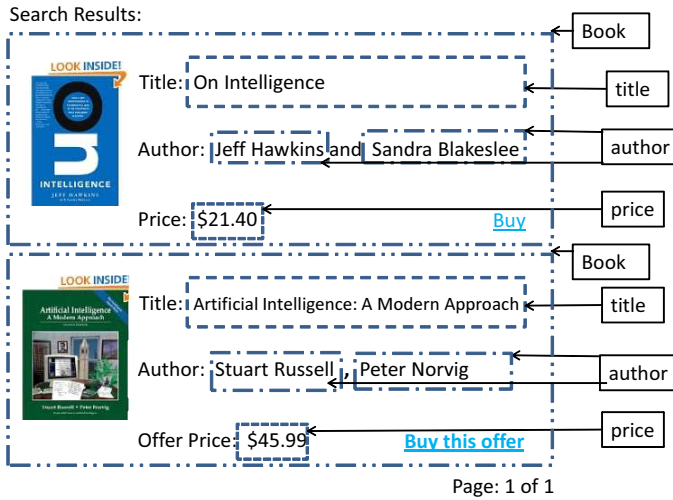 Search Results:
Book
LOOK INSIDE!
Title: On Intelligence
title
Author: Jeff Hawkins and Sandra Blakeslee
author
On
INTELLIGENCE
JEFF HAWKINS
Price: $21.40
Buy
price
Book
LOOK INSIDE!
Title: Artificial Intelligence: A Modern Approach
title
Artificial Intelligence
A Modern Approach
Author: Stuart Russell , Peter Norvig
author
Stuart Russell • Peter Norvig
Offer Price: $45.99
Buy this offer
price
Page: 1 of 1